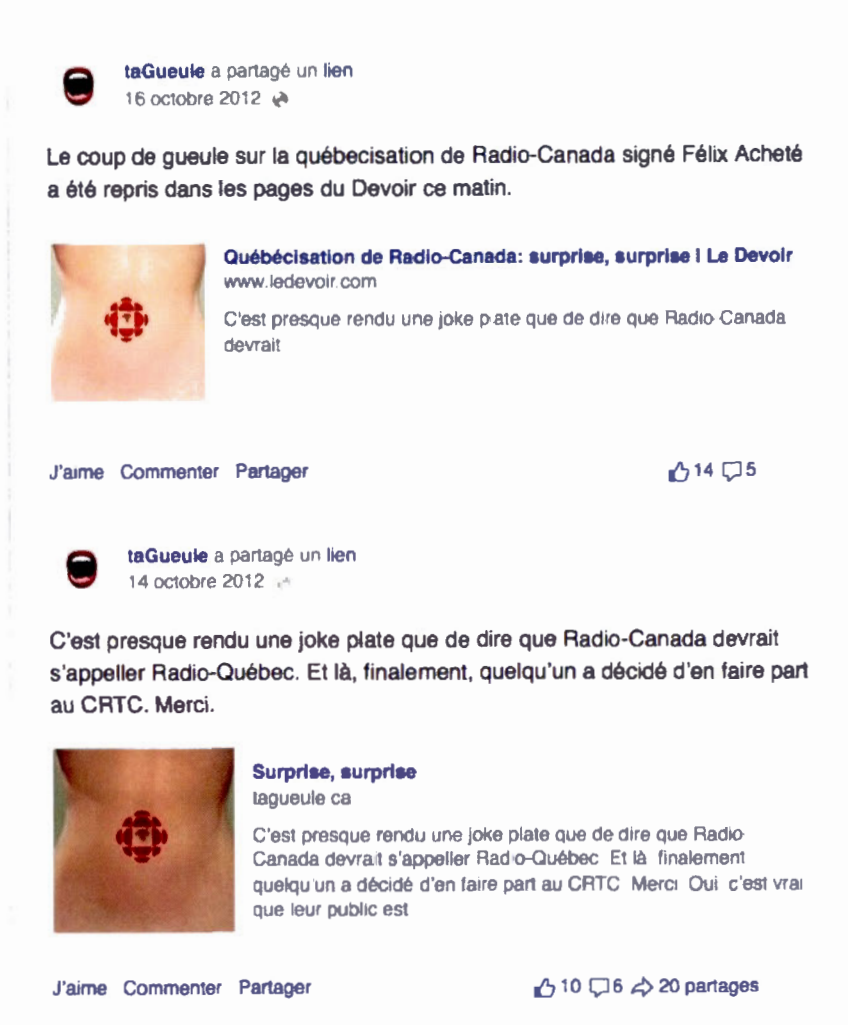 taGueule a partagé un lien
16 octobre 2012
Le coup de gueule sur la québecisation de Radio-Canada signé Félix Acheté
a été repris dans les pages du Devoir ce matin.
Québécisation de Radio-Canada: surprise, surprise | Le Devoir
www.ledevoir.com
C'est presque rendu une joke plate que de dire que Radio-Canada
devrait
J'aime Commenter Partager
14 5
taGueule a partagé un lien
14 octobre 2012
C'est presque rendu une joke plate que de dire que Radio-Canada devrait
s'appeller Radio-Québec. Et là, finalement, quelqu'un a décidé d'en faire part
au CRTC. Merci.
Surprise, surprise
tagueule ca
C'est presque rendu une joke plate que de dire que Radio-
Canada devrait s'appeller Radio-Québec Et là finalement
quelqu'un a décidé d'en faire part au CRTC Merci Oui c'est vrai
que leur public est
J'aime Commenter Partager
10 6 20 partages